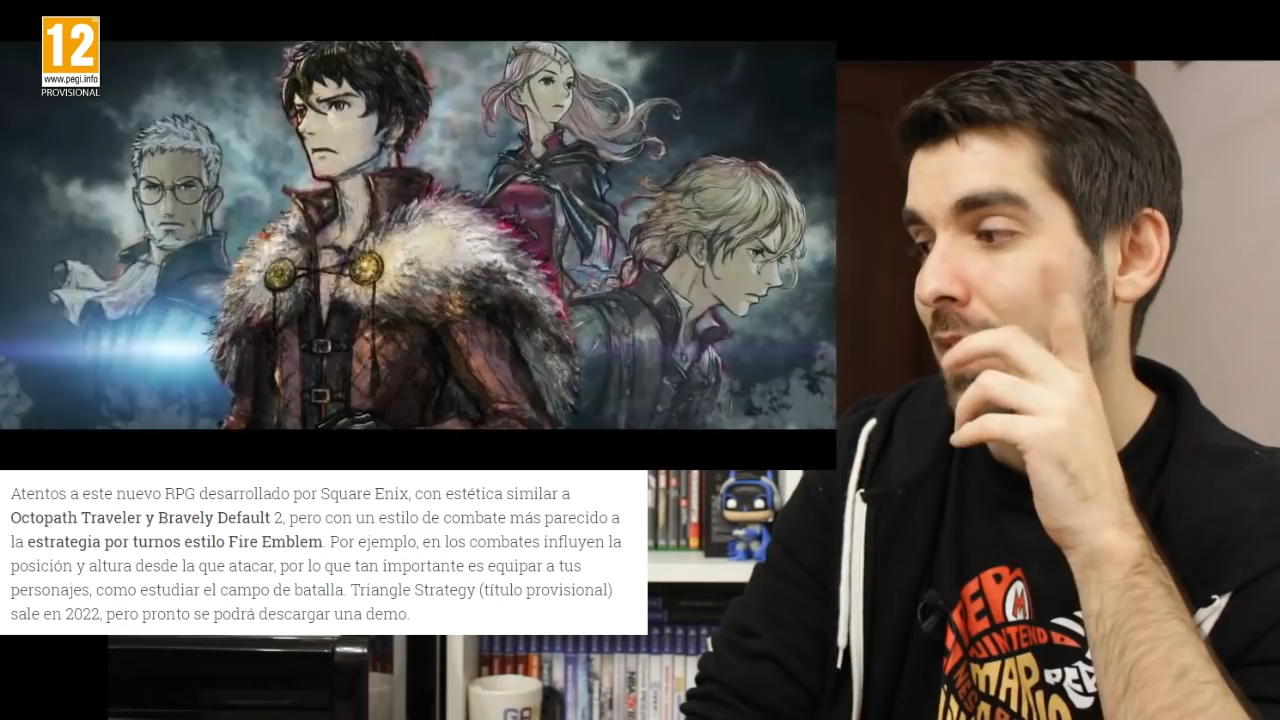 12
www.pegi.info
PROVISIONAL
Atentos a este nuevo RPG desarrollado por Square Enix, con estética similar a
Octopath Traveler y Bravely Default 2, pero con un estilo de combate más parecido a
la estrategia por turnos estilo Fire Emblem. Por ejemplo, en los combates influyen la
posición y altura desde la que atacar, por lo que tan importante es equipar a tus
personajes, como estudiar el campo de batalla. Triangle Strategy (título provisional)
sale en 2022, pero pronto se podrá descargar una demo.
M
NINTEND
MAR